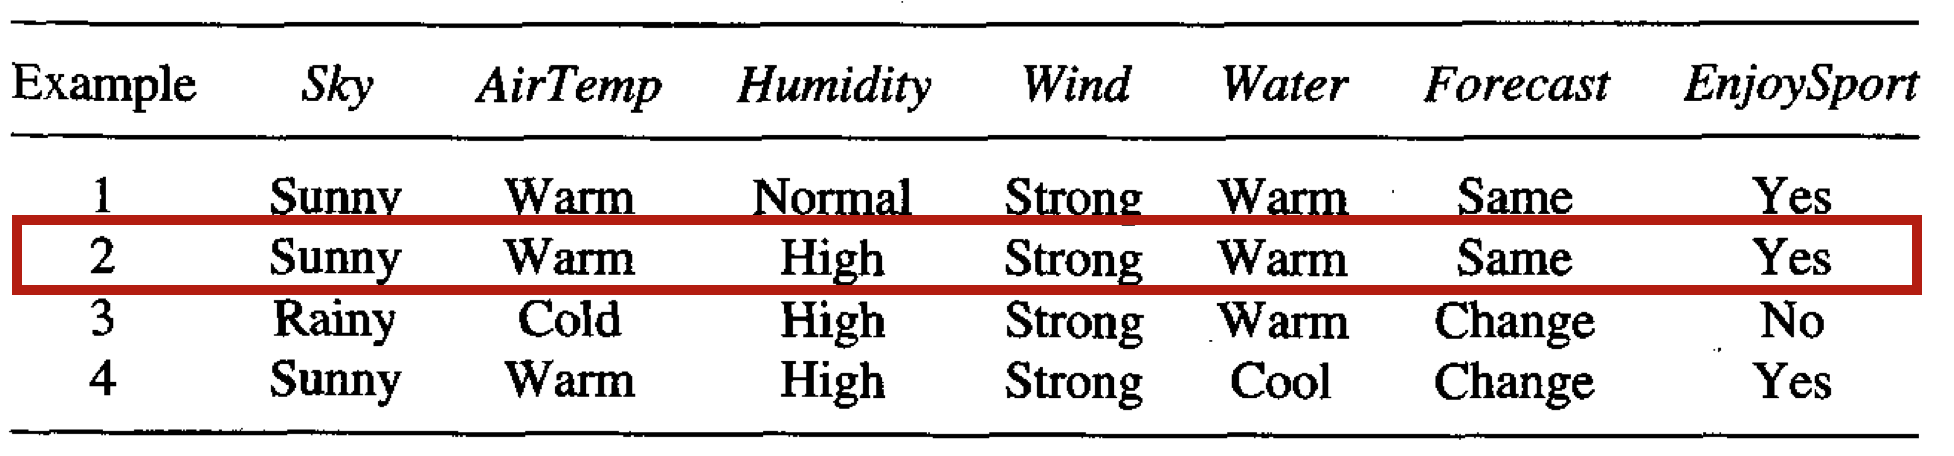 Example Sky AirTemp Humidity Wind Water Forecast EnjoySport
1 Sunny Warm Normal Strong Warm Same Yes
2 Sunny Warm High Strong Warm Same Yes
3 Rainy Cold High Strong Warm Change No
4 Sunny Warm High Strong Cool Change Yes